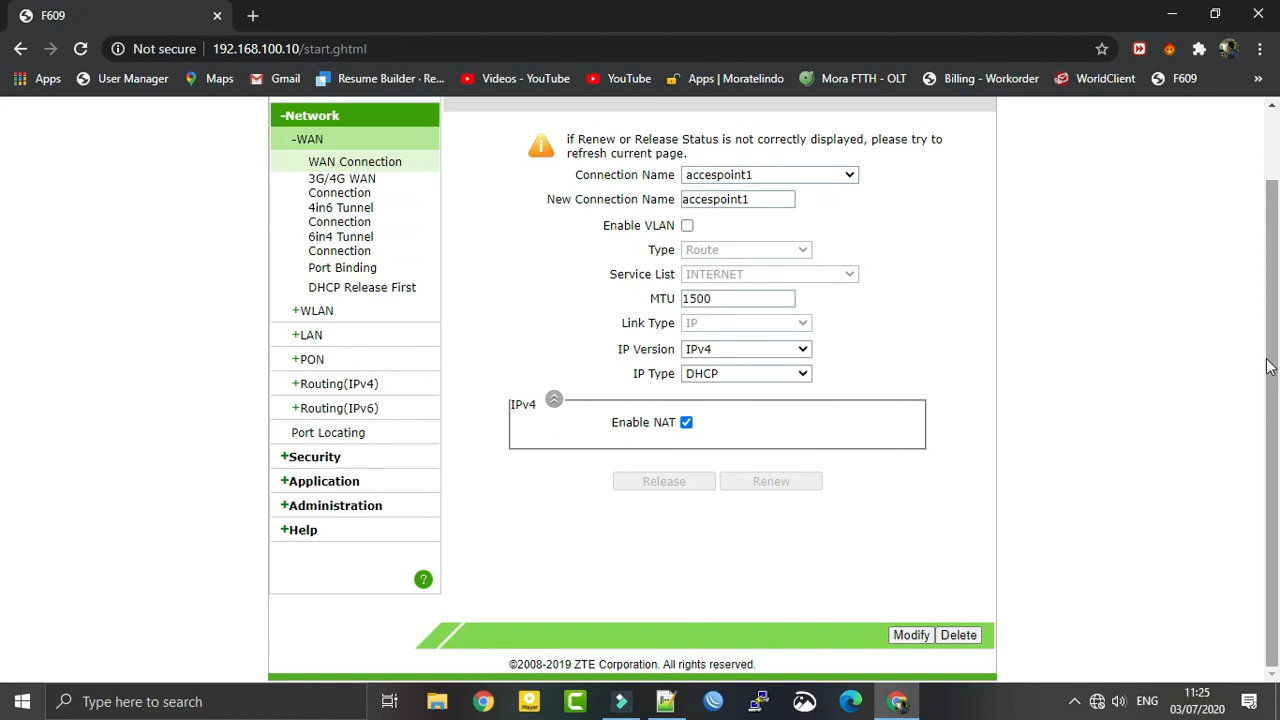 F609
Not secure
192.168.100.10/start.ghtml
Apps
User Manager
Maps
Gmail
Resume Builder · Re...
Videos - YouTube
YouTube
Apps | Moratelindo
Mora FTTH - OLT
Billing - Workorder
WorldClient
F609
»
-Network
-WAN
WAN Connection
3G/4G WAN
Connection
4in6 Tunnel
Connection
6in4 Tunnel
Connection
Port Binding
DHCP Release First
+WLAN
+LAN
+PON
+Routing(IPv4)
+Routing(IPv6)
Port Locating
+Security
+Application
+Administration
+Help
?
if Renew or Release Status is not correctly displayed, please try to
refresh current page.
Connection Name accespoint1
New Connection Name accespoint1
Enable VLAN
Type Route
Service List INTERNET
MTU 1500
Link Type IP
IP Version IPv4
IP Type DHCP
IPv4
Enable NAT
Release Renew
Modify Delete
©2008-2019 ZTE Corporation. All rights reserved.
Type here to search
Player
ENG
11:25
03/07/2020